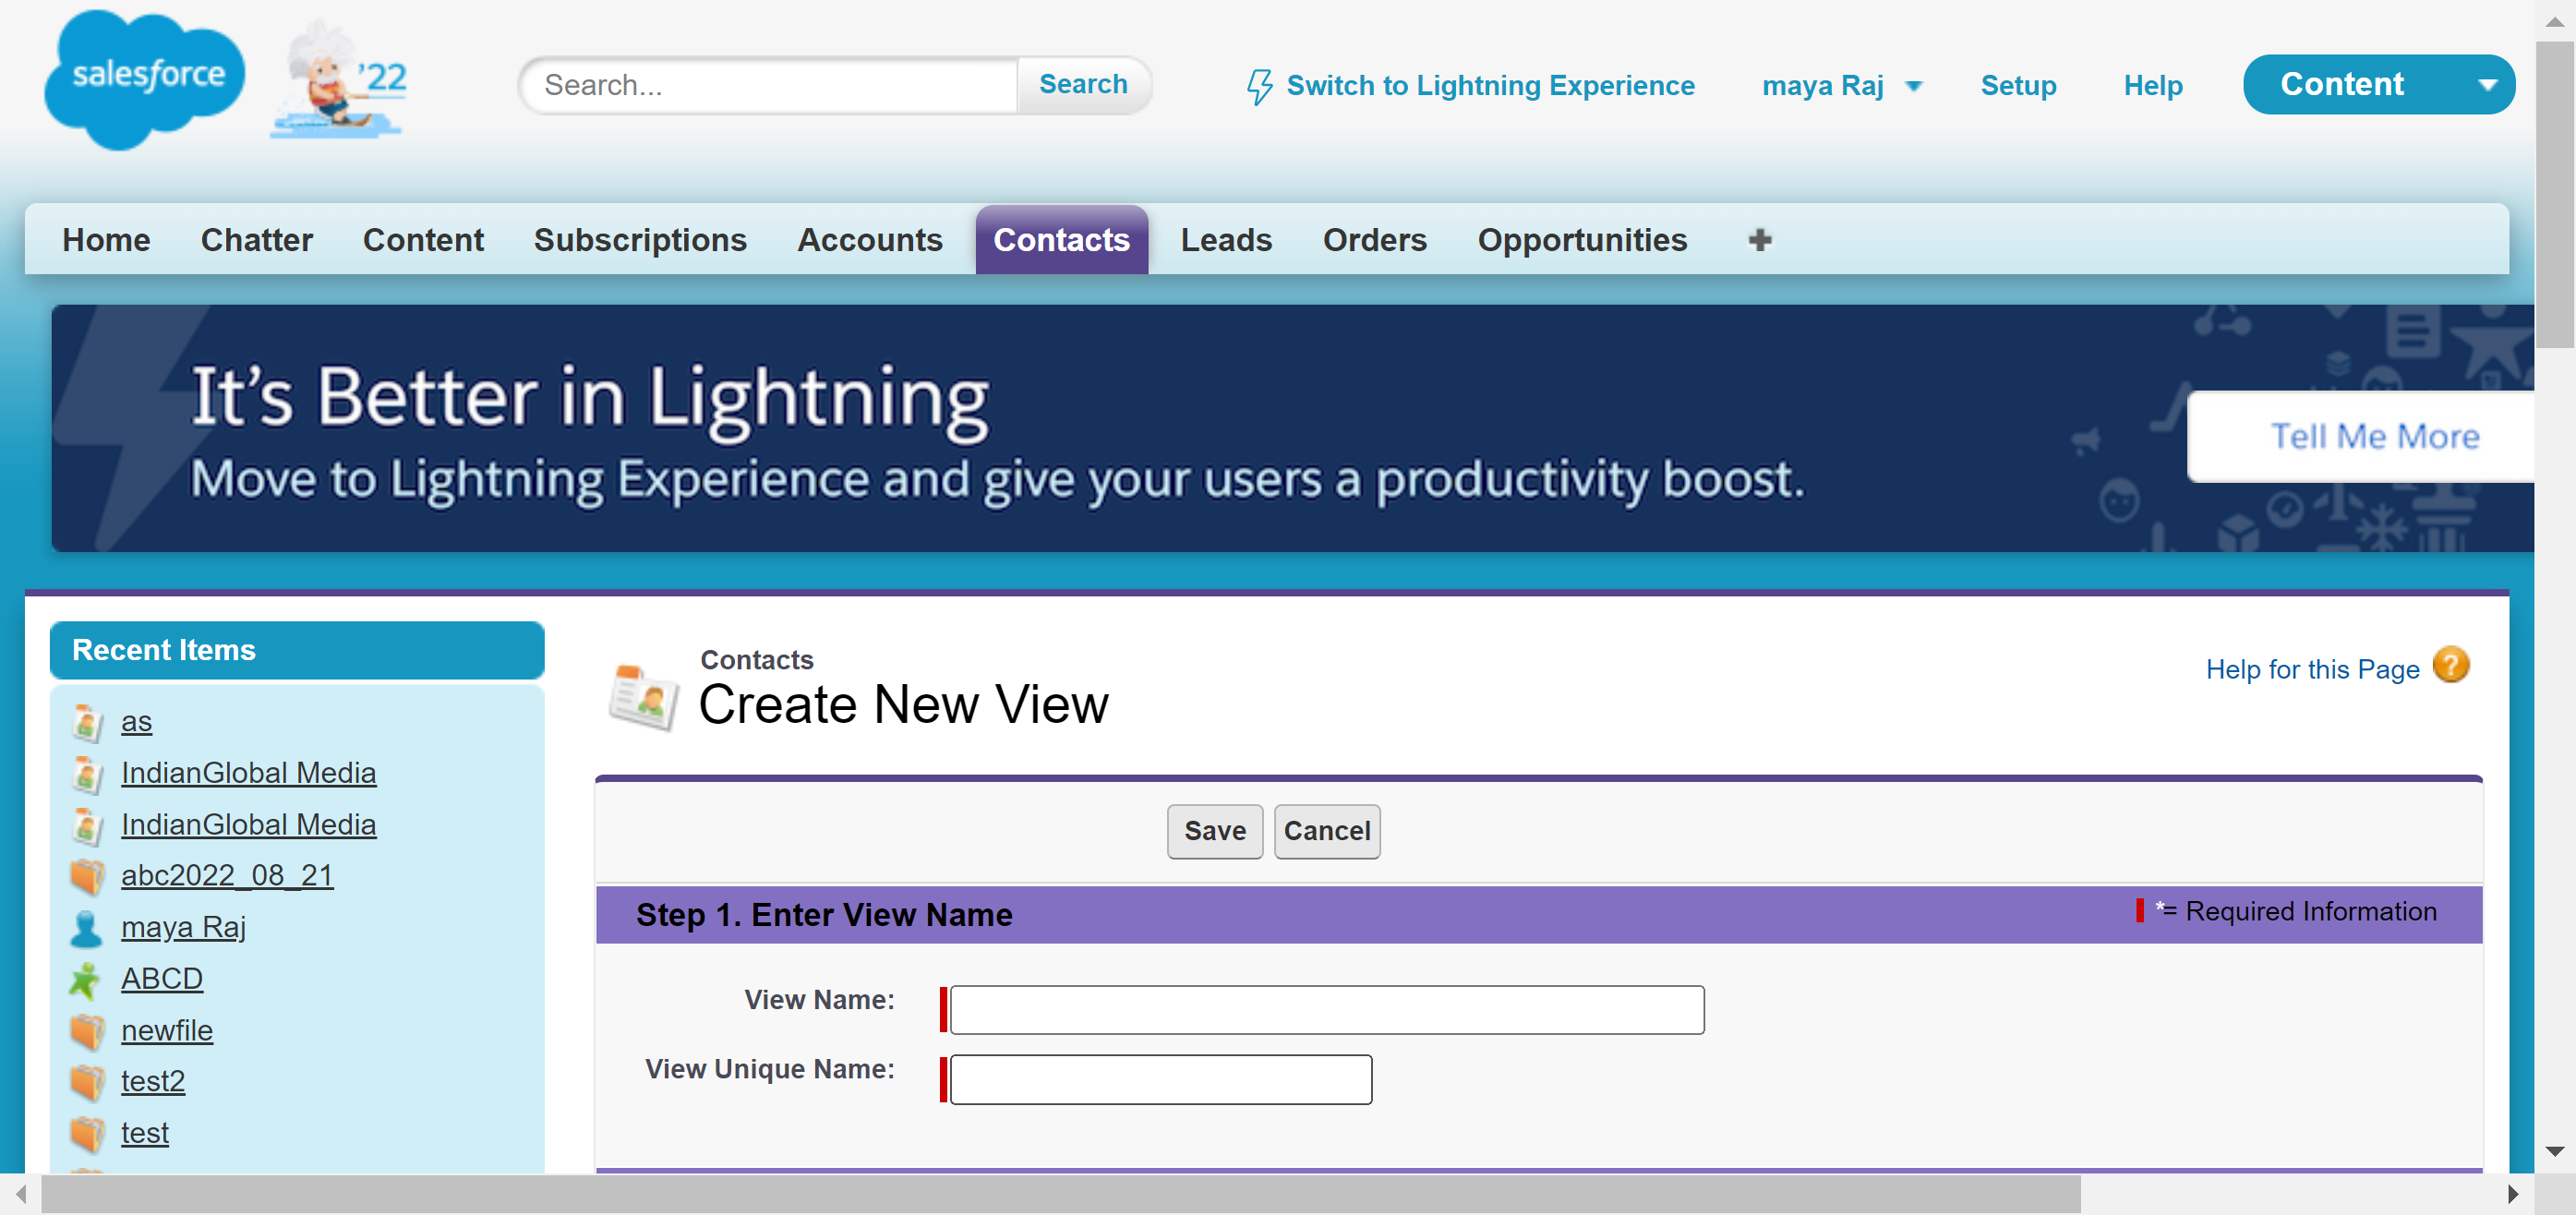 salesforce
'22
Search...
Search
Switch to Lightning Experience
maya Raj
Setup
Help
Content
Home
Chatter
Content
Subscriptions
Accounts
Contacts
Leads
Orders
Opportunities
It's Better in Lightning
Move to Lightning Experience and give your users a productivity boost.
Tell Me More
Recent Items
as
IndianGlobal Media
IndianGlobal Media
abc2022_08_21
maya Raj
ABCD
newfile
test2
test
Contacts
Create New View
Help for this Page
Save
Cancel
Step 1. Enter View Name
*= Required Information
View Name:
View Unique Name: